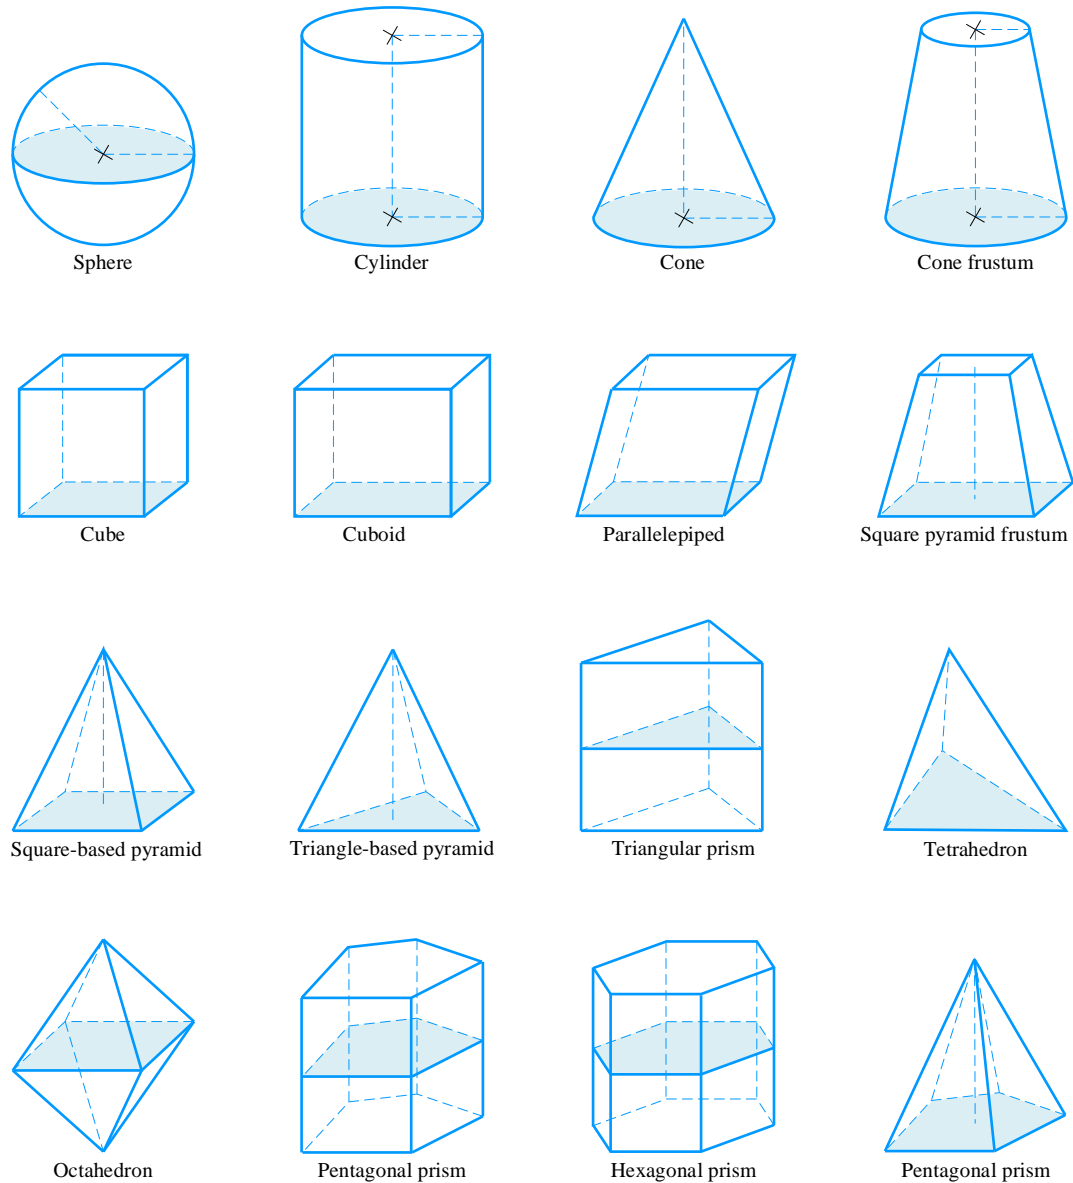 Sphere
Cylinder
Cone
Cone frustum
Cube
Cuboid
Parallelepiped
Square pyramid frustum
Square-based pyramid
Triangle-based pyramid
Triangular prism
Tetrahedron
Octahedron
Pentagonal prism
Hexagonal prism
Pentagonal prism